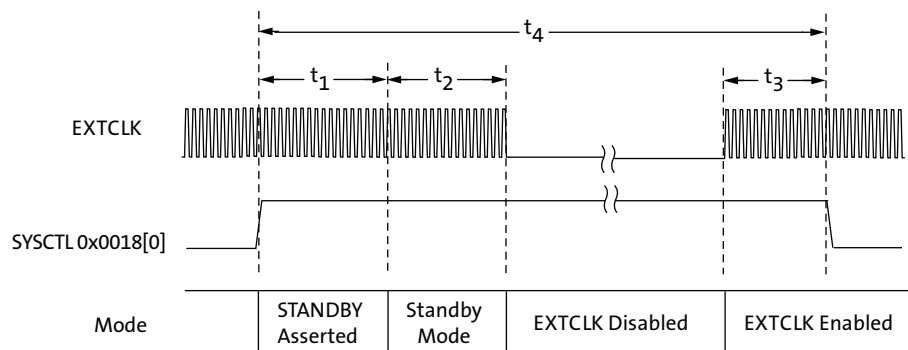 t4
t1
t2
t3
EXTCLK
SYSCTL 0x0018[0]
Mode
STANDBY
Asserted
Standby
Mode
EXTCLK Disabled
EXTCLK Enabled